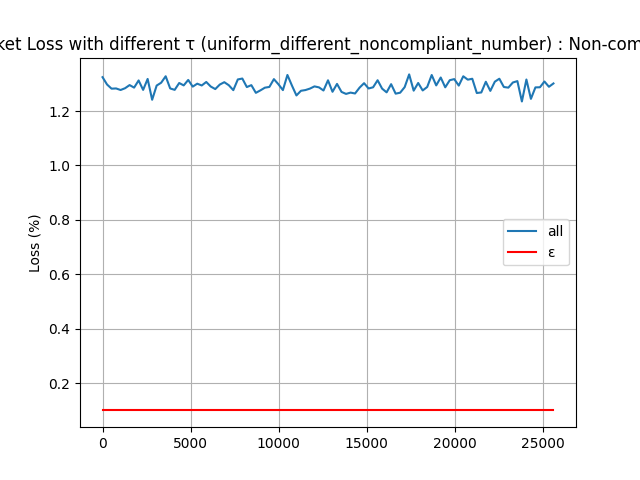 ket Loss with different τ (uniform_different_noncompliant_number) : Non-com
Loss (%)
1.2
1.0
0.8
0.6
0.4
0.2
all
ε
0 5000 10000 15000 20000 25000